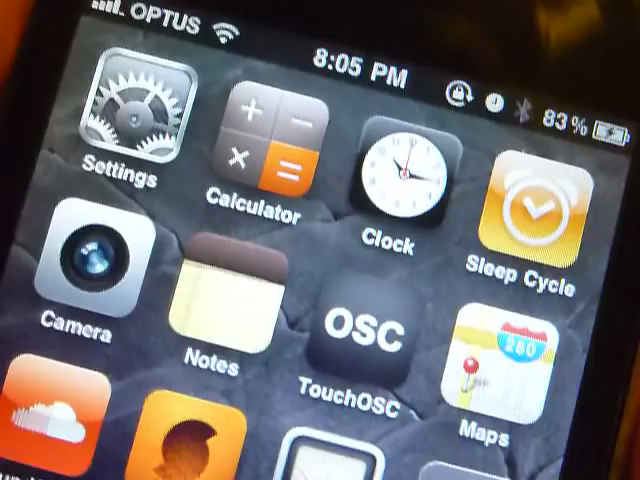 OPTUS 8:05 PM 83%
Settings
Calculator
Clock
Sleep Cycle
Camera
Notes
OSC
TouchOSC
280
Maps